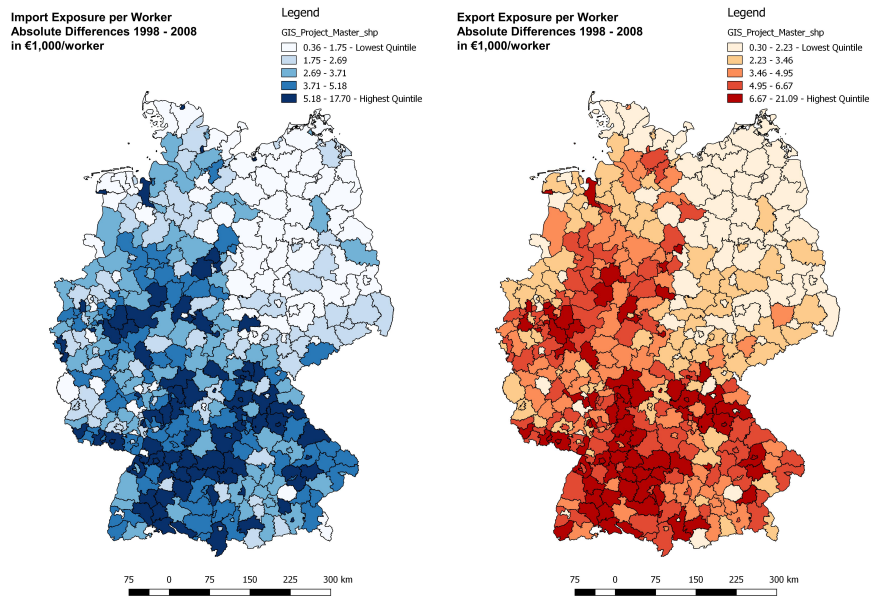 Import Exposure per Worker
Absolute Differences 1998 - 2008
in €1,000/worker
Legend
GIS_Project_Master_shp
0.36 - 1.75 - Lowest Quintile
1.75 - 2.69
2.69 - 3.71
3.71 - 5.18
5.18 - 17.70 - Highest Quintile
75 0 75 150 225 300 km
Export Exposure per Worker
Absolute Differences 1998 - 2008
in €1,000/worker
Legend
GIS_Project_Master_shp
0.30 - 2.23 - Lowest Quintile
2.23 - 3.46
3.46 - 4.95
4.95 - 6.67
6.67 - 21.09 - Highest Quintile
75 0 75 150 225 300 km